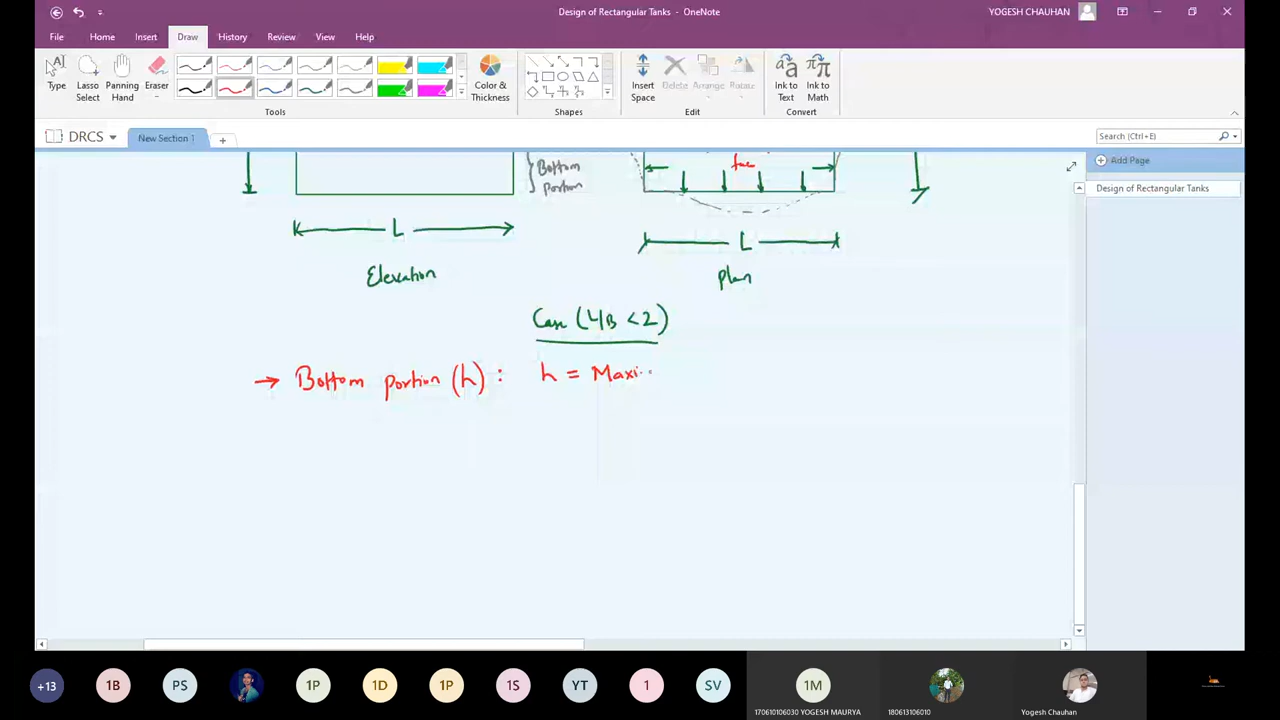 Design of Rectangular Tanks - OneNote
YOGESH CHAUHAN
File Home Insert Draw History Review View Help
Type
Lasso Select
Panning Hand
Eraser
Color & Thickness
Insert Space
Delete
Arrange
Rotate
Ink to Text
Ink to Math
Tools
Shapes
Edit
Convert
DRCS
New Section 1
Search (Ctrl+E)
Add Page
Design of Rectangular Tanks
Bottom
portion
L
Elevation
L
Plan
Case (L/B < 2)
→ Bottom portion (h) : h = Maxi
+13
1B
PS
1P
1D
1P
1S
YT
1
SV
1M
170610106030 YOGESH MAURYA
180613106010
Yogesh Chauhan